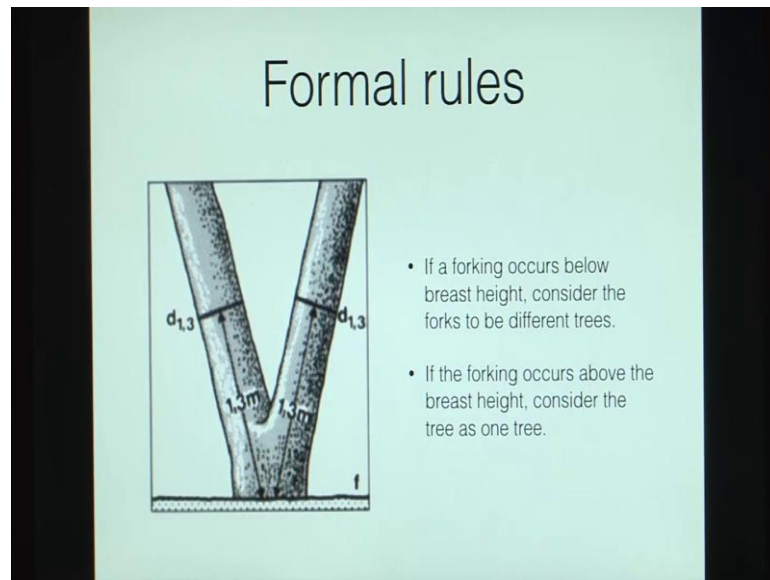 Formal rules
d1,3
d1,3
1,3m
1,3m
f
• If a forking occurs below
breast height, consider the
forks to be different trees.
• If the forking occurs above the
breast height, consider the
tree as one tree.